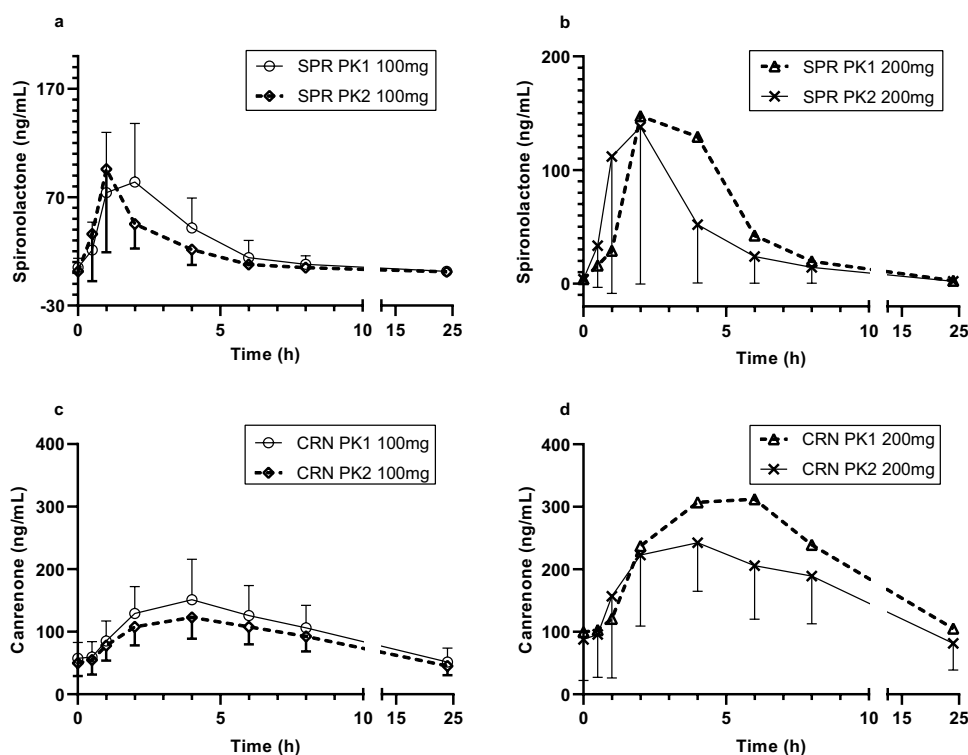 a
SPR PK1 100mg
SPR PK2 100mg
Spironolactone (ng/mL)
170
70
-30
0 5 10 15 25
Time (h)
b
SPR PK1 200mg
SPR PK2 200mg
Spironolactone (ng/mL)
200
100
0
0 5 10 15 25
Time (h)
c
CRN PK1 100mg
CRN PK2 100mg
Canrenone (ng/mL)
400
300
200
100
0
0 5 10 15 25
Time (h)
d
CRN PK1 200mg
CRN PK2 200mg
Canrenone (ng/mL)
400
300
200
100
0
0 5 10 15 25
Time (h)